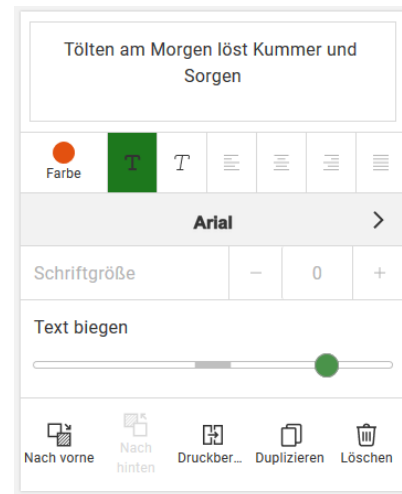 Tölten am Morgen löst Kummer und
Sorgen
Farbe
T
T
Arial
Schriftgröße
0
Text biegen
Nach vorne
Nach
hinten
Druckber...
Duplizieren
Löschen